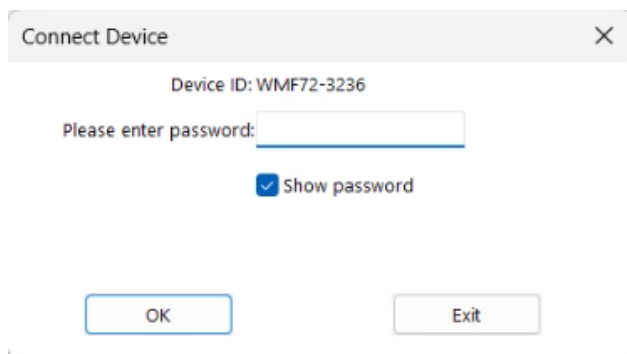 Connect Device
Device ID: WMF72-3236
Please enter password:
Show password
OK
Exit